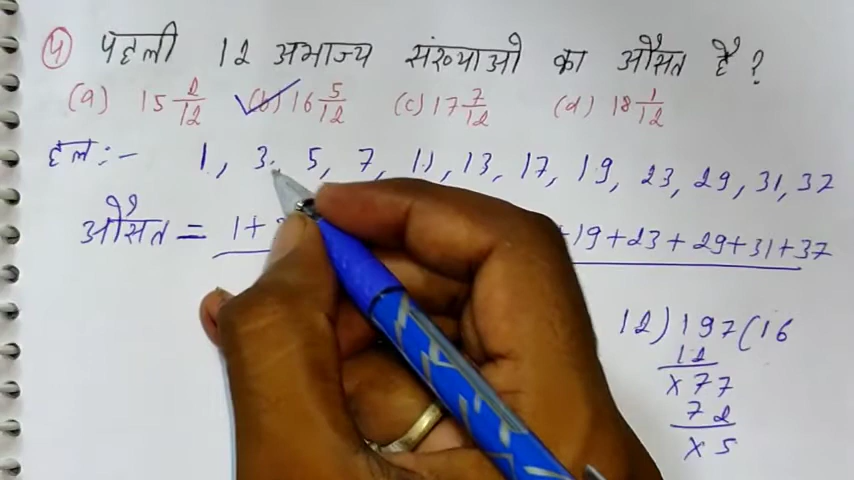 (५) पहली 12 अभाज्य संख्याओ का औसत है ?
(a) 15 2/12 (b) 16 5/12 (c) 17 7/12 (d) 18 1/12
हल:- 1, 3, 5, 7, 11, 13, 17, 19, 23, 29, 31, 37
औसत = 1+ +19+23+29+31+37
12)197(16
12
x77
72
x5